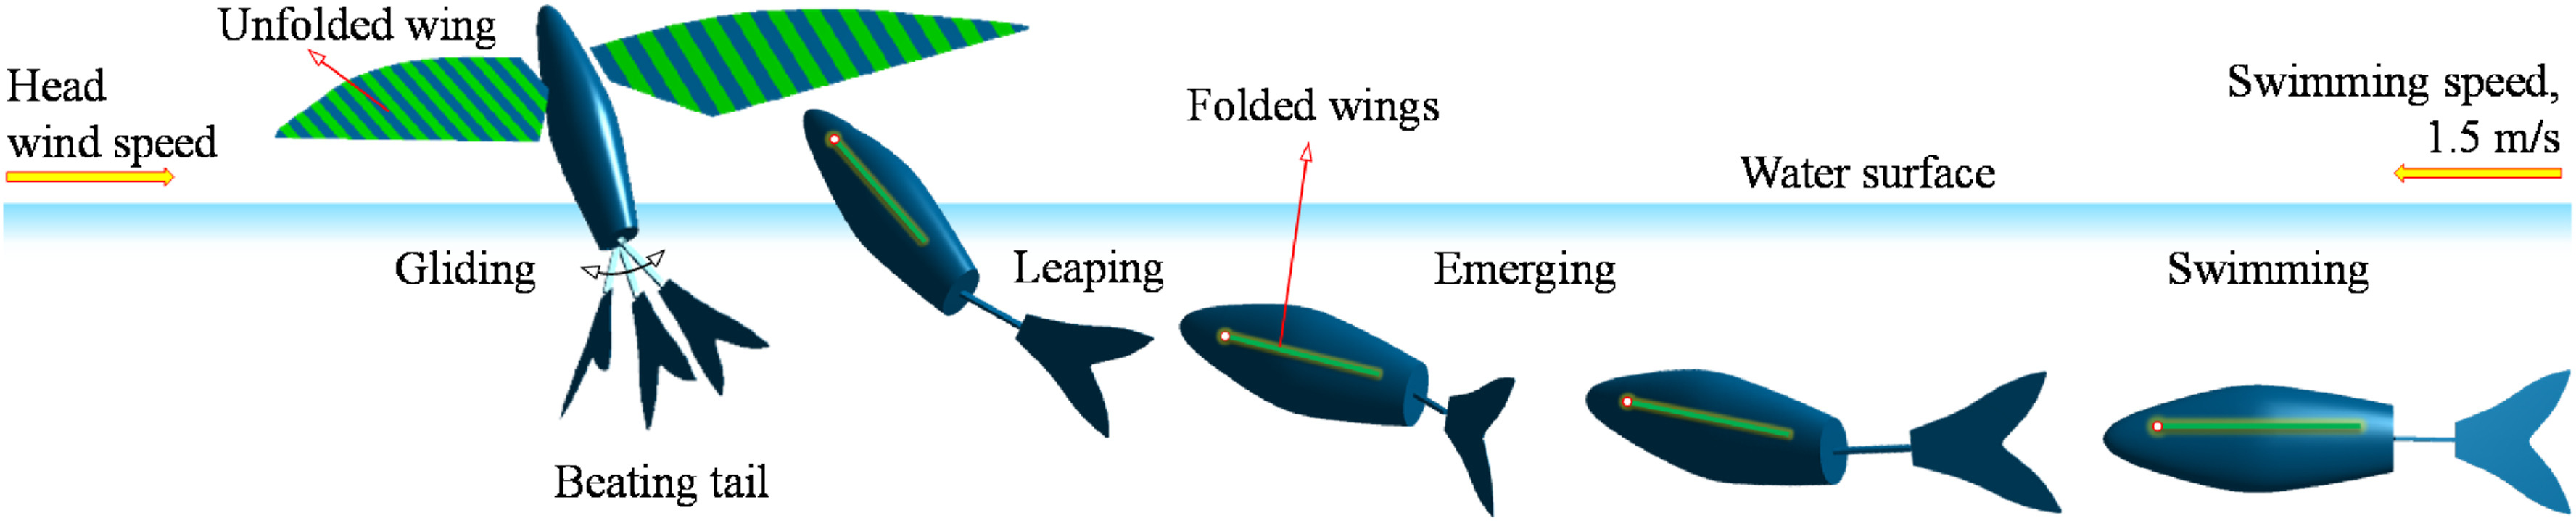 Unfolded wing
Head
wind speed
Folded wings
Swimming speed,
1.5 m/s
Water surface
Gliding
Leaping
Emerging
Swimming
Beating tail